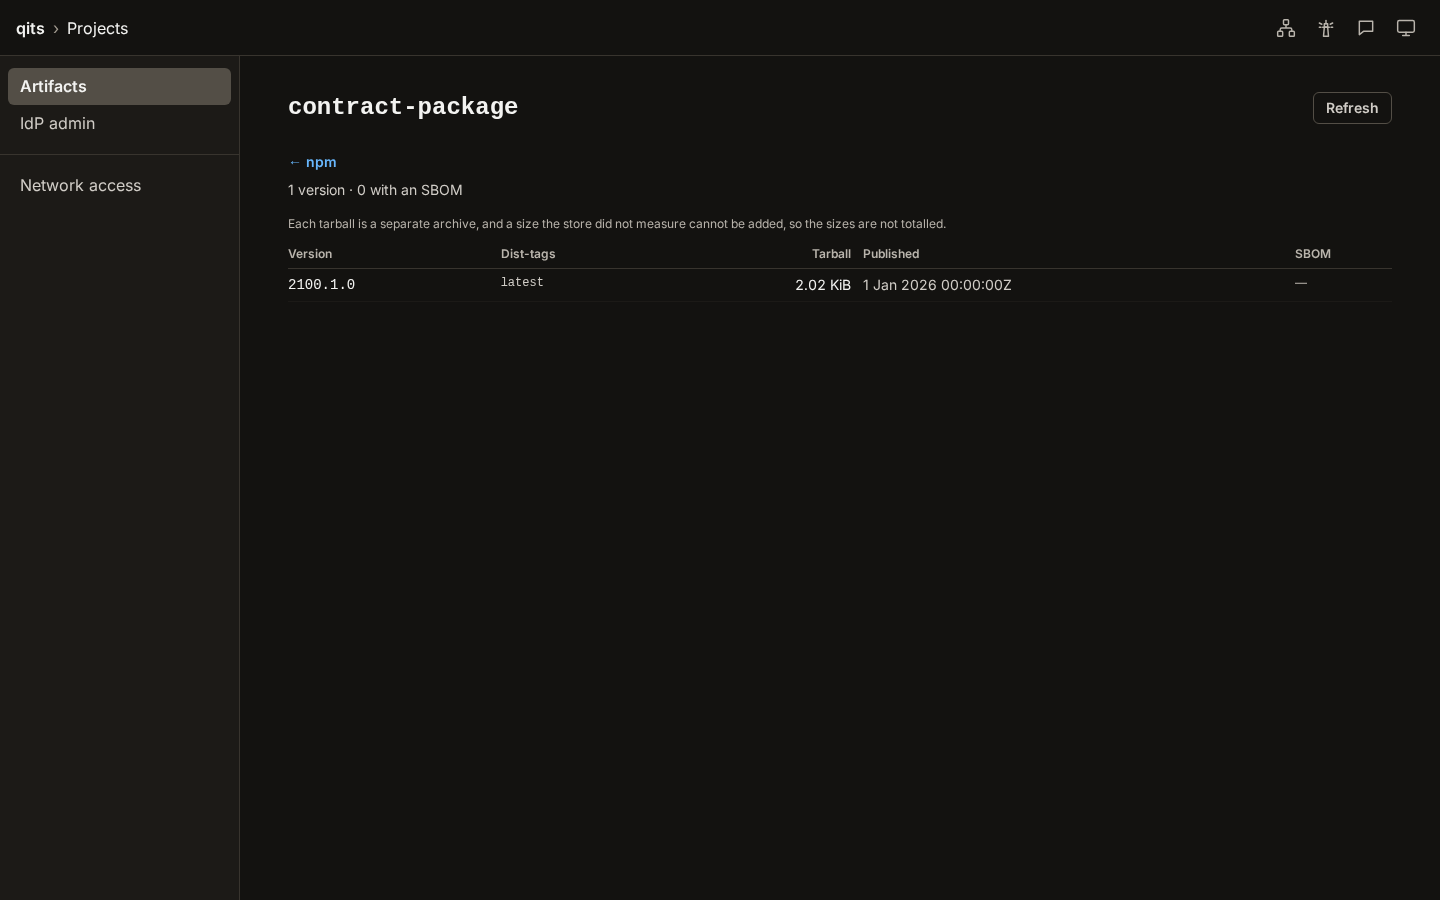 qits › Projects
Artifacts
IdP admin
Network access
contract-package
Refresh
← npm
1 version · 0 with an SBOM
Each tarball is a separate archive, and a size the store did not measure cannot be added, so the sizes are not totalled.
Version Dist-tags Tarball Published SBOM
2100.1.0 latest 2.02 KiB 1 Jan 2026 00:00:00Z —